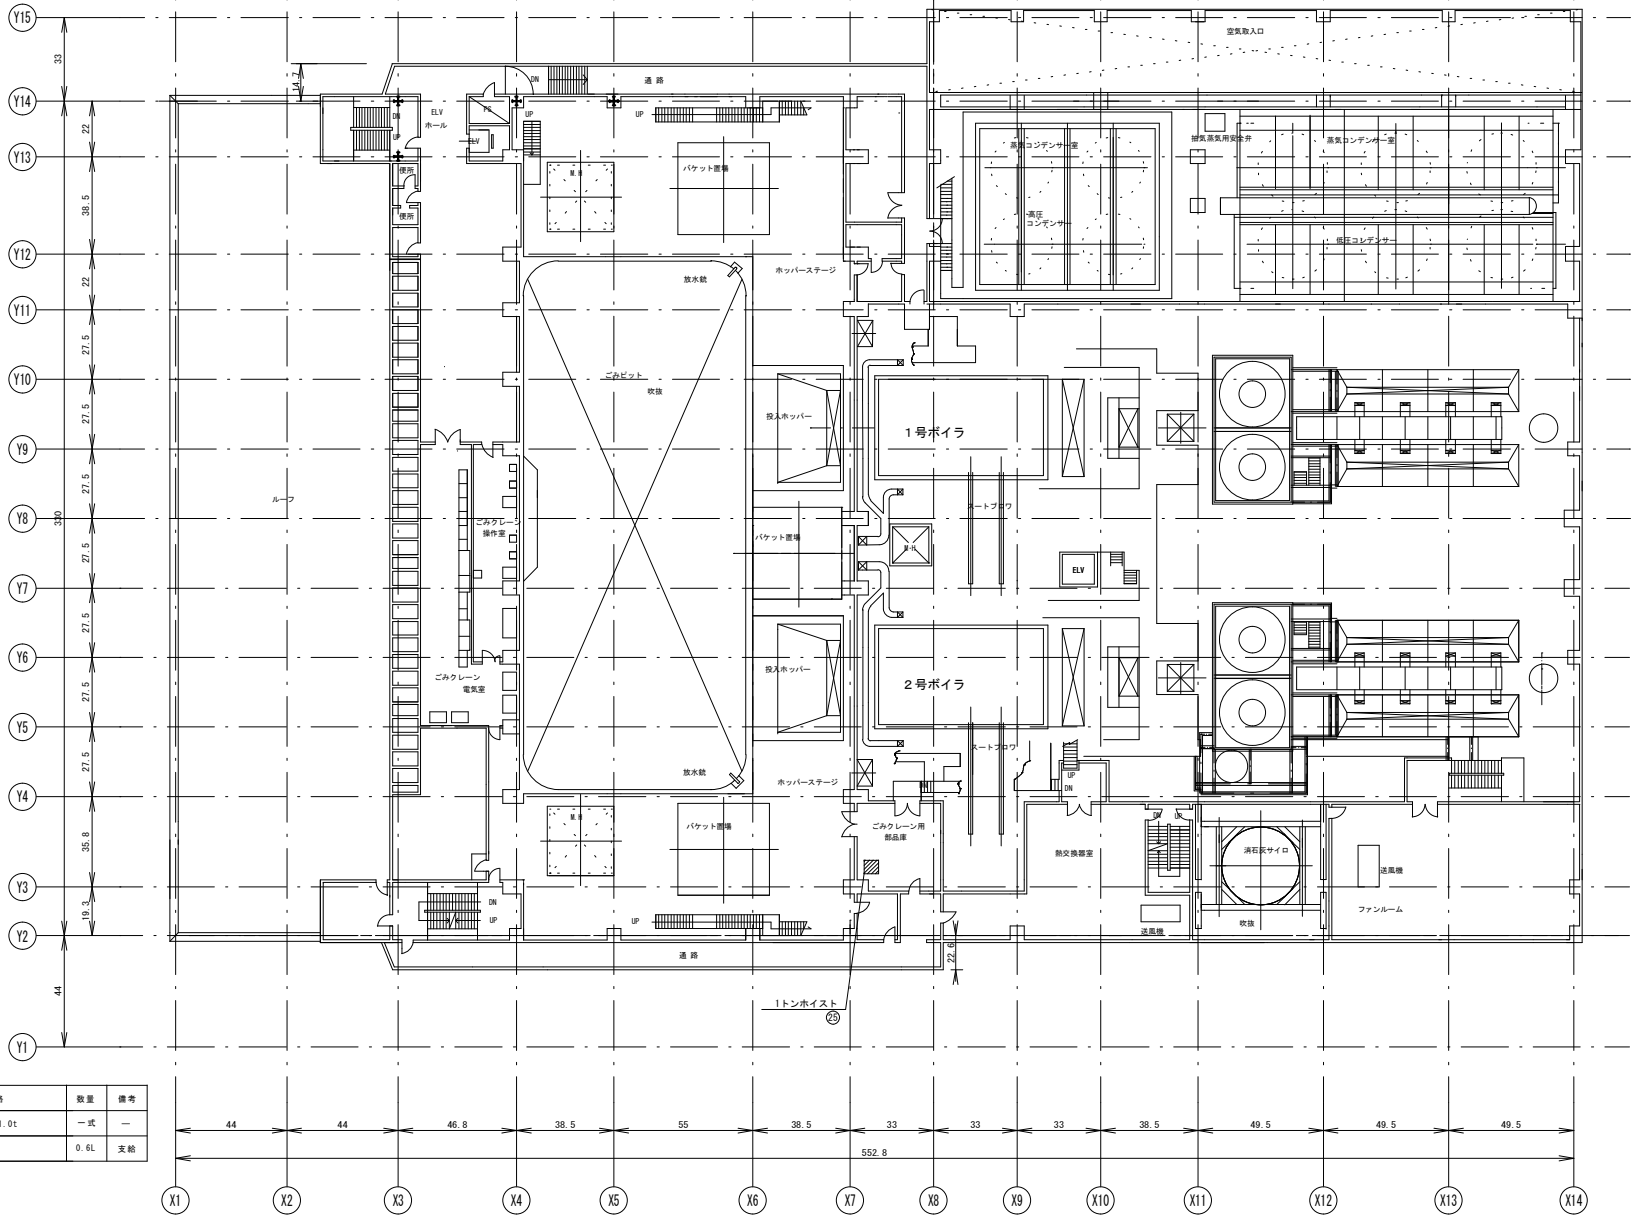 Y15
空気取入口
33
14.7
DN
通 路
Y14
DN
ELV
ホール
PS
UP
UP
22
UP
ELV
抽気蒸気用安全弁
蒸気コンデンサー室
蒸気コンデンサー室
Y13
便所
M.H
バケット置場
38.5
便所
高圧
コンデンサー
低圧コンデンサー
Y12
放水銃
ホッパーステージ
22
Y11
27.5
Y10
ごみピット
吹抜
27.5
投入ホッパー
1号ボイラ
Y9
27.5
ルーフ
スートブロワ
Y8
330
ごみクレーン
操作室
バケット置場
M.H
27.5
ELV
Y7
27.5
Y6
ごみクレーン
電気室
投入ホッパー
2号ボイラ
27.5
Y5
スートブロワ
27.5
放水銃
ホッパーステージ
UP
DN
Y4
M.H
バケット置場
ごみクレーン用
部品庫
DN
UP
35.8
熱交換器室
消石灰サイロ
送風機
Y3
19.3
DN
UP
UP
送風機
吹抜
ファンルーム
Y2
通 路
22.6
44
1トンホイスト
25
Y1
数量
備考
.0t
一式
―
0.6L
支給
44
44
46.8
38.5
55
38.5
33
33
33
38.5
49.5
49.5
49.5
552.8
X1
X2
X3
X4
X5
X6
X7
X8
X9
X10
X11
X12
X13
X14